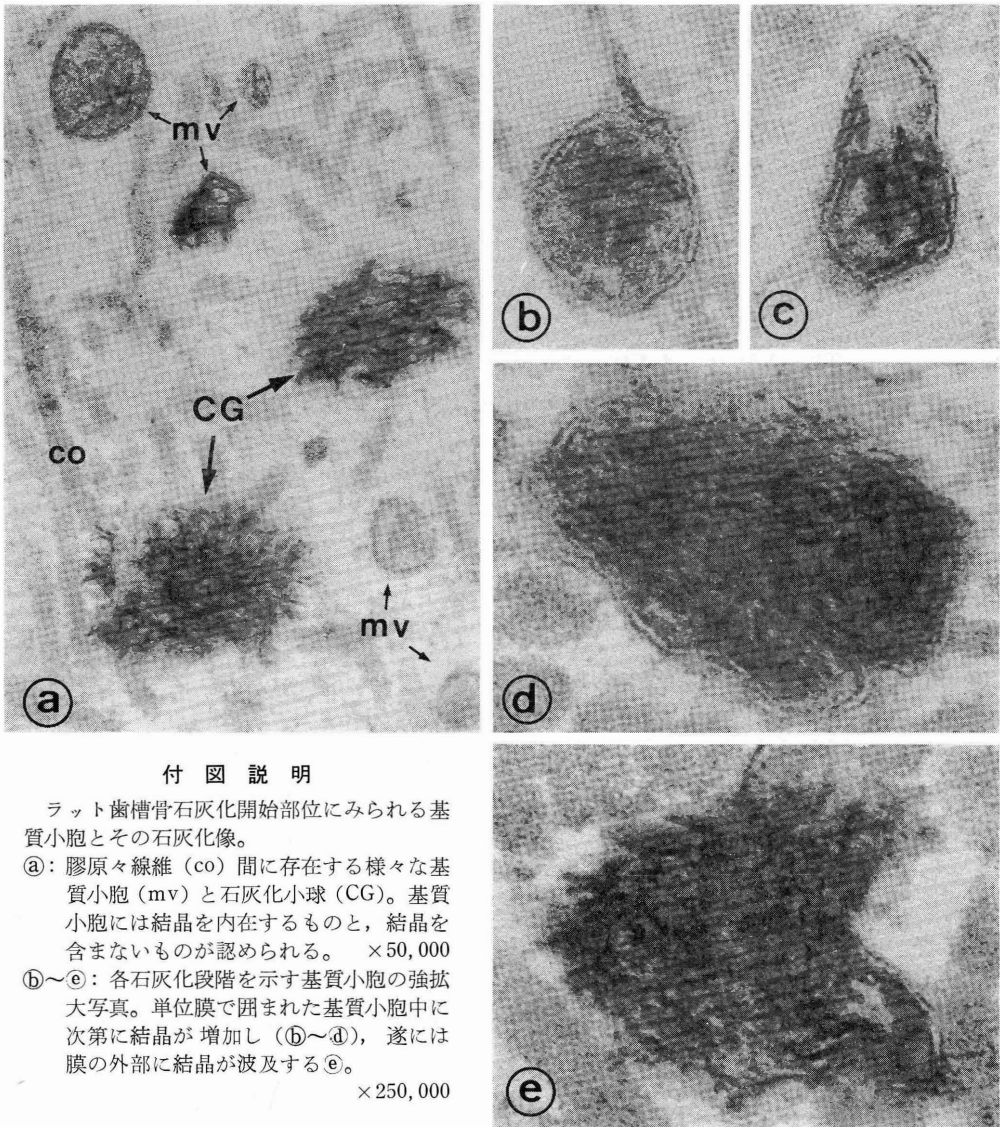 mv
CG
co
mv
ⓐ
ⓑ
ⓒ
ⓓ
ⓔ
付図説明
ラット歯槽骨石灰化開始部位にみられる基
質小胞とその石灰化像。
ⓐ: 膠原々線維 (co) 間に存在する様々な基
質小胞 (mv) と石灰化小球 (CG)。基質
小胞には結晶を内在するものと，結晶を
含まないものが認められる。 ×50,000
ⓑ〜ⓔ: 各石灰化段階を示す基質小胞の強拡
大写真。単位膜で囲まれた基質小胞中に
次第に結晶が増加し (ⓑ〜ⓓ)，遂には
膜の外部に結晶が波及するⓔ。
×250,000